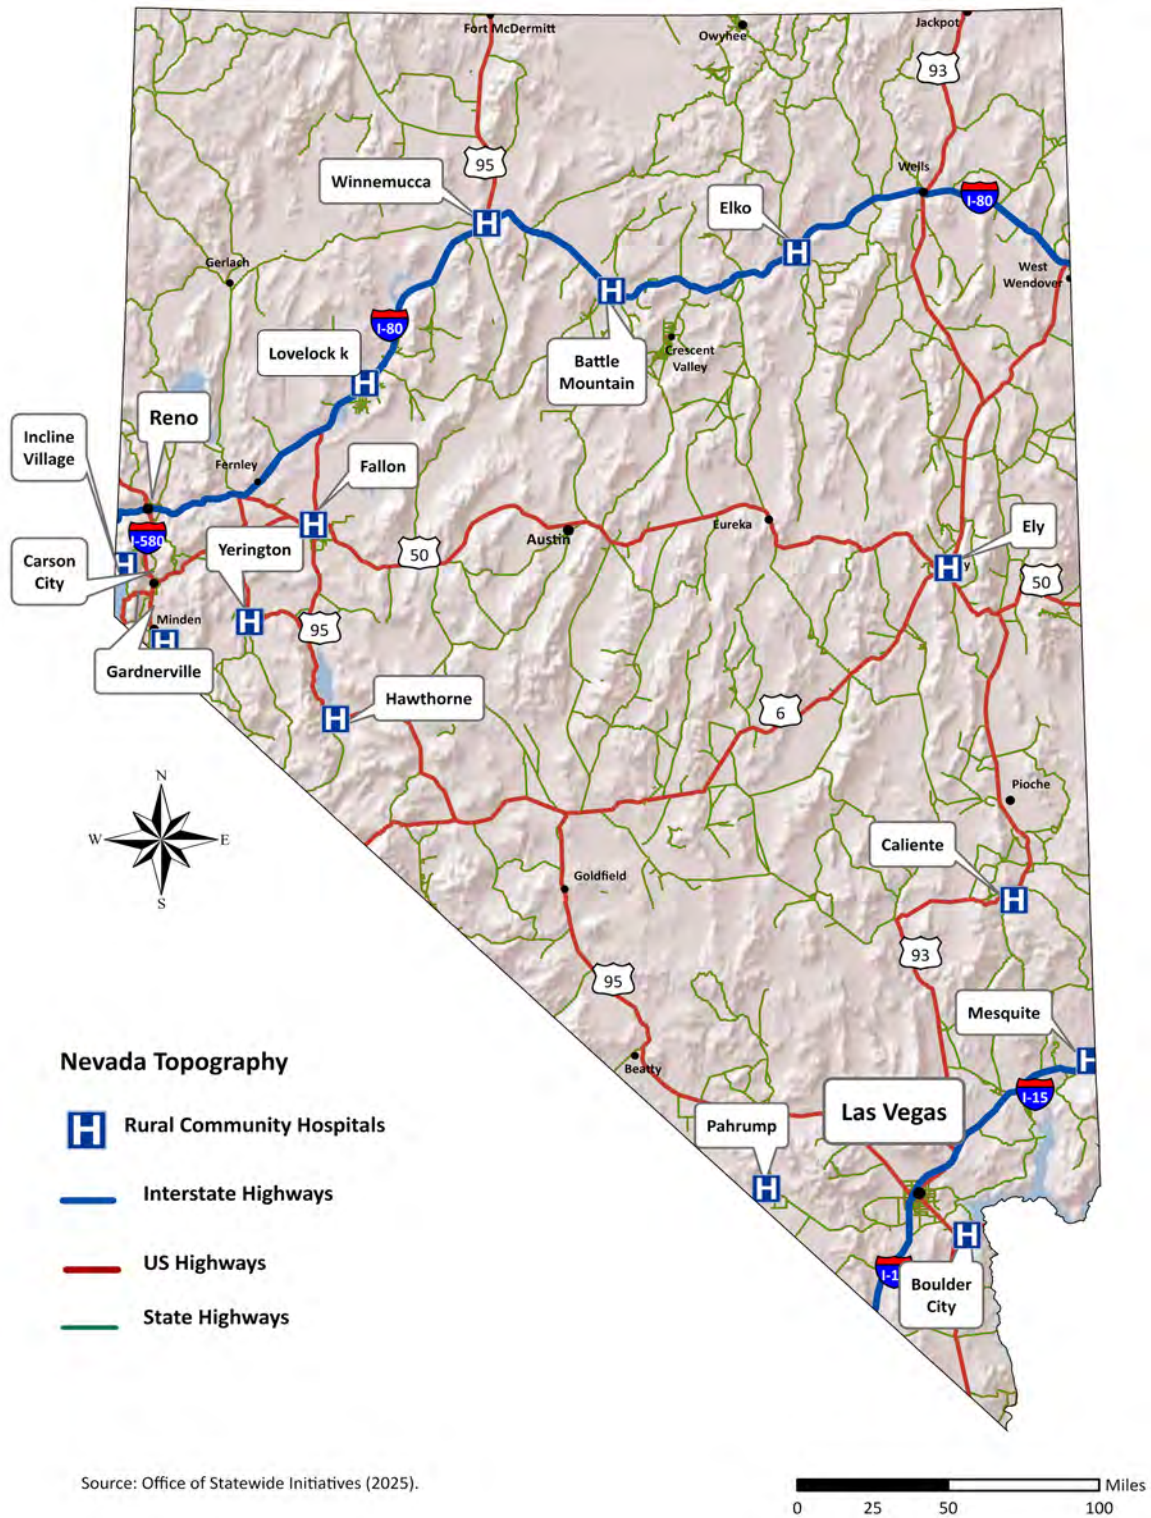 Fort McDermitt
Owyhee
Jackpot
93
95
Winnemucca
Wells
Elko
I-80
Gerlach
West
Wendover
I-80
Lovelock k
Battle
Mountain
Crescent
Valley
Reno
Incline
Village
Fernley
Fallon
I-580
Yerington
Austin
Eureka
Ely
50
H
y
Carson
City
50
Minden
95
Gardnerville
Hawthorne
6
N
W
E
S
Pioche
Caliente
Goldfield
93
95
Mesquite
Beatty
Nevada Topography
I-15
Las Vegas
Pahrump
H Rural Community Hospitals
Interstate Highways
US Highways
I-1
Boulder
City
State Highways
Source: Office of Statewide Initiatives (2025).
Miles
0 25 50 100